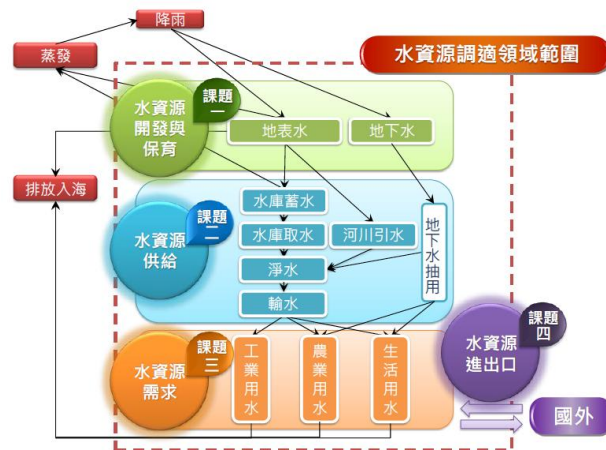 降雨
蒸發
水資源調適領域範圍
水資源
開發與
保育
課題
一
地表水
地下水
排放入海
水資源
供給
課題
二
水庫蓄水
水庫取水
河川引水
淨水
輸水
地下水抽用
水資源
需求
課題
三
工業用水
農業用水
生活用水
水資源
進出口
課題
四
國外